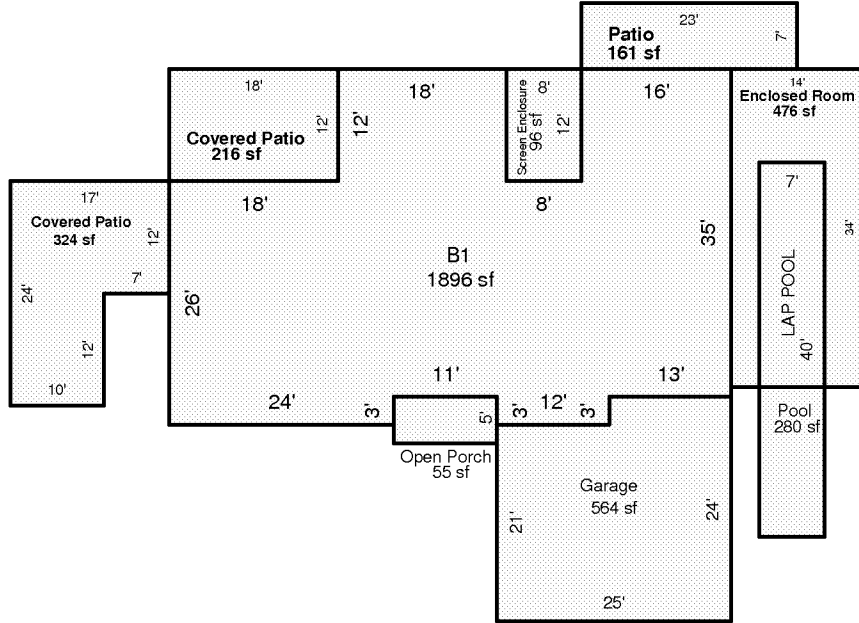 23'
7'
Patio
161 sf
18'
12'
Covered Patio
216 sf
12'
18'
8'
Screen Enclosure
96 sf
12'
16'
14'
Enclosed Room
476 sf
34'
17'
Covered Patio
324 sf
12'
7'
24'
12'
10'
18'
8'
35'
B1
1896 sf
26'
7'
LAP POOL
40'
Pool
280 sf
24'
3'
11'
5'
3'
12'
3'
13'
Open Porch
55 sf
Garage
564 sf
21'
24'
25'